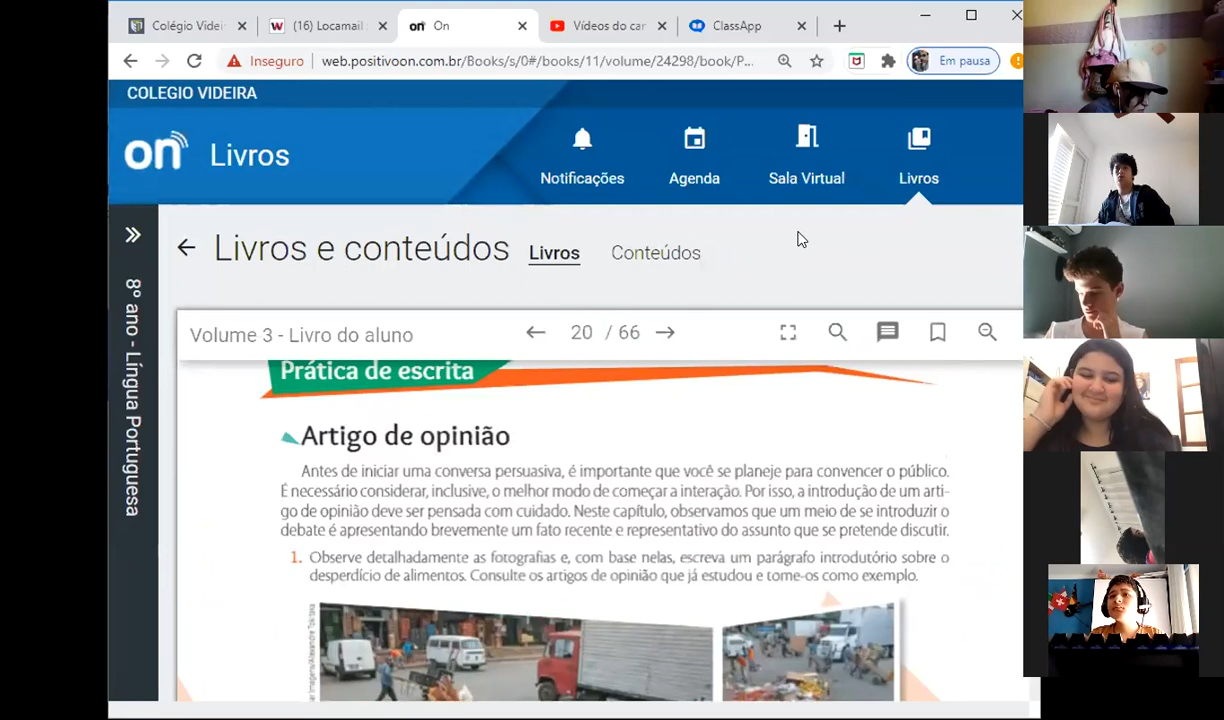 Colégio Videi
(16) Locamail
On
Vídeos do car
ClassApp
Inseguro
web.positivoon.com.br/Books/s/0#/books/11/volume/24298/book/P...
Em pausa
COLEGIO VIDEIRA
on
Livros
Notificações
Agenda
Sala Virtual
Livros
Livros e conteúdos
Livros
Conteúdos
8º ano - Língua Portuguesa
Volume 3 - Livro do aluno
20 / 66
Prática de escrita
Artigo de opinião
Antes de iniciar uma conversa persuasiva, é importante que você se planeje para convencer o público.
É necessário considerar, inclusive, o melhor modo de começar a interação. Por isso, a introdução de um arti-
go de opinião deve ser pensada com cuidado. Neste capítulo, observamos que um meio de se introduzir o
debate é apresentando brevemente um fato recente e representativo do assunto que se pretende discutir.
1. Observe detalhadamente as fotografias e, com base nelas, escreva um parágrafo introdutório sobre o
desperdício de alimentos. Consulte os artigos de opinião que já estudou e tome-os como exemplo.